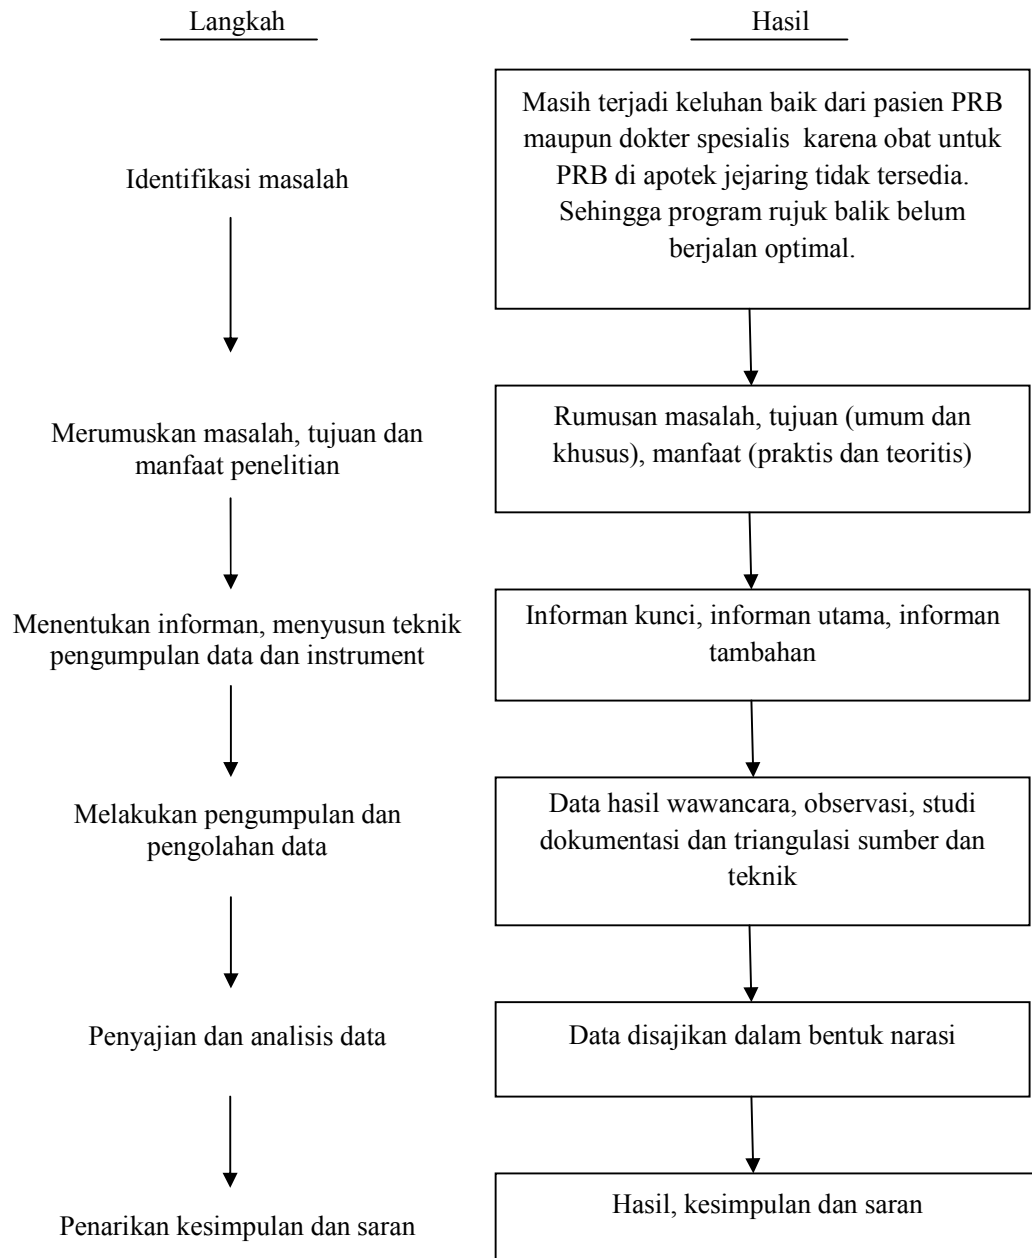 Langkah
Hasil
Identifikasi masalah
Masih terjadi keluhan baik dari pasien PRB
maupun dokter spesialis  karena obat untuk
PRB di apotek jejaring tidak tersedia.
Sehingga program rujuk balik belum
berjalan optimal.
Merumuskan masalah, tujuan dan
manfaat penelitian
Rumusan masalah, tujuan (umum dan
khusus), manfaat (praktis dan teoritis)
Menentukan informan, menyusun teknik
pengumpulan data dan instrument
Informan kunci, informan utama, informan
tambahan
Melakukan pengumpulan dan
pengolahan data
Data hasil wawancara, observasi, studi
dokumentasi dan triangulasi sumber dan
teknik
Penyajian dan analisis data
Data disajikan dalam bentuk narasi
Penarikan kesimpulan dan saran
Hasil, kesimpulan dan saran